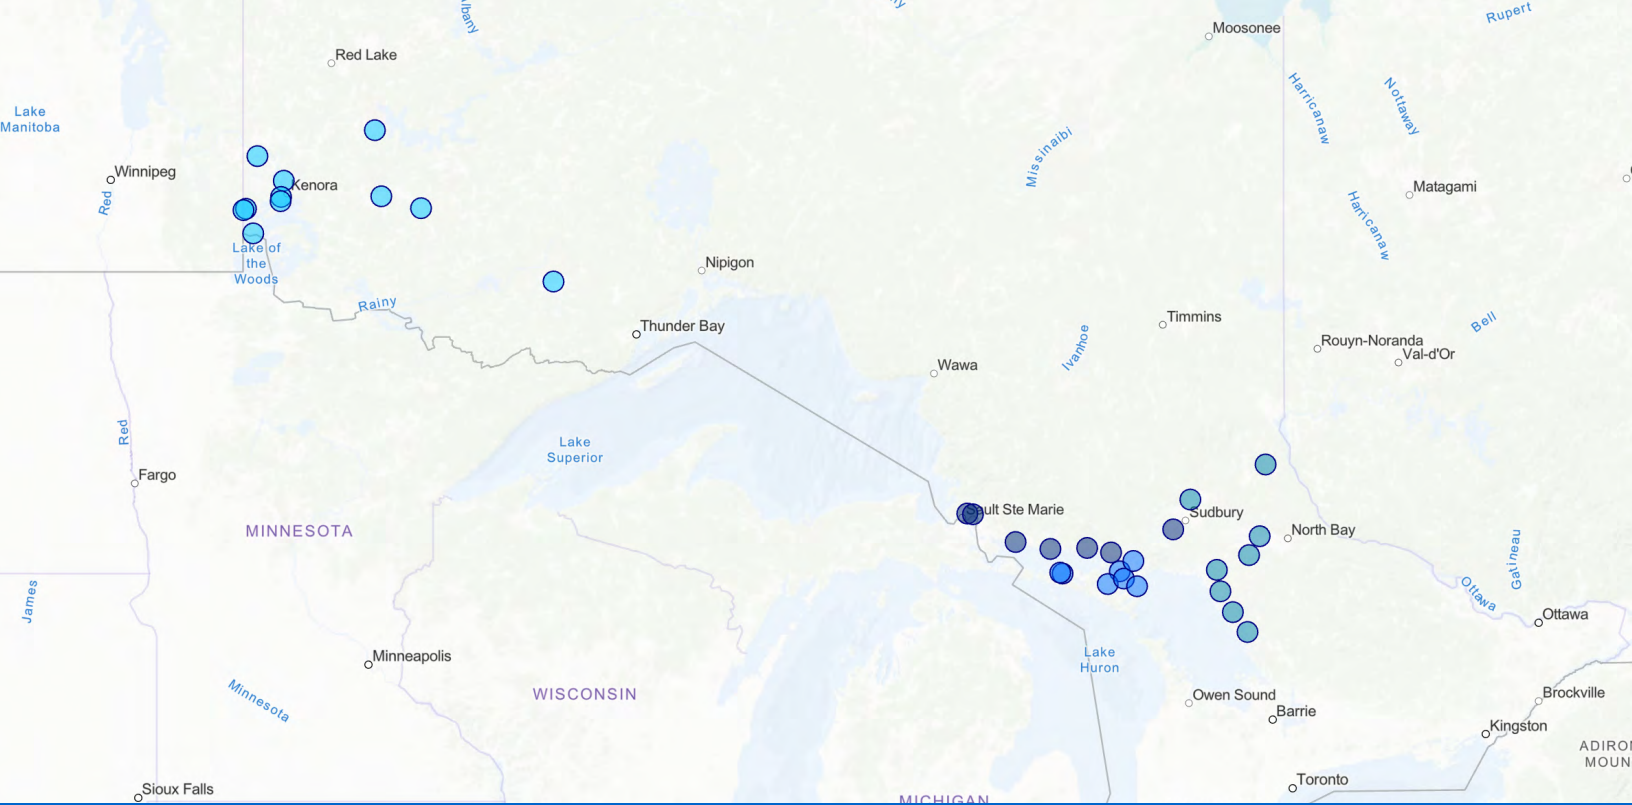 lbany
Moosonee
Rupert
Red Lake
Lake
Manitoba
Harricanaw
Nottaway
Missinaibi
Winnipeg
Kenora
Matagami
Red
Harricanaw
Lake of
the
Woods
Nipigon
Rainy
Thunder Bay
Timmins
Bell
Ivanhoe
Rouyn-Noranda
Val-d'Or
Wawa
Red
Lake
Superior
Fargo
Sault Ste Marie
Sudbury
North Bay
MINNESOTA
Gatineau
James
Ottawa
Ottawa
Minneapolis
Lake
Huron
Minnesota
WISCONSIN
Owen Sound
Barrie
Brockville
Kingston
ADIRON
MOUN
Toronto
Sioux Falls
MICHIGAN